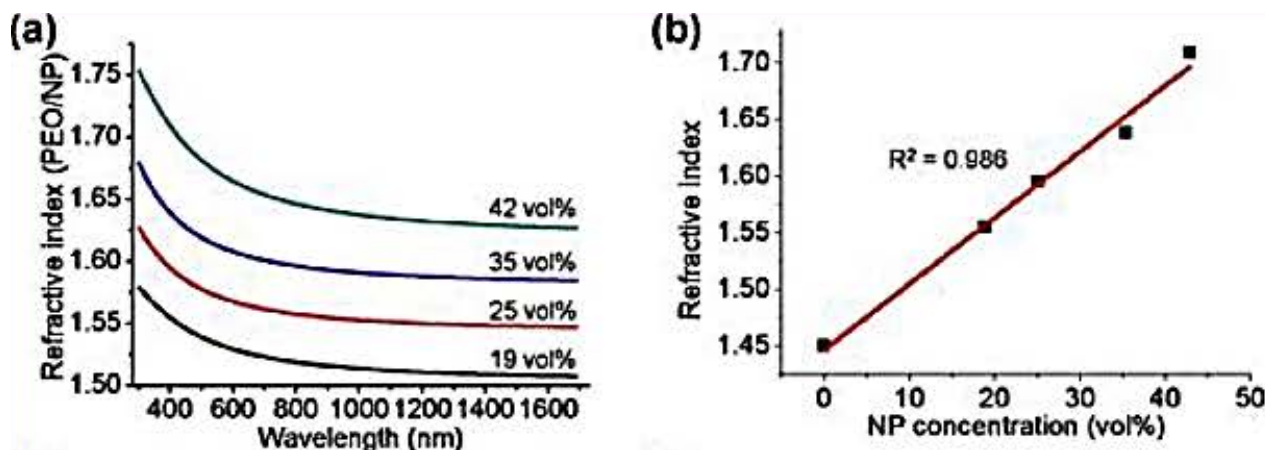 (a)
Refractive Index (PEO/NP)
1.75
1.70
1.65
1.60
1.55
1.50
42 vol%
35 vol%
25 vol%
19 vol%
400 600 800 1000 1200 1400 1600
Wavelength (nm)
(b)
Refractive Index
1.70
1.65
1.60
1.55
1.50
1.45
R² = 0.986
0 10 20 30 40 50
NP concentration (vol%)